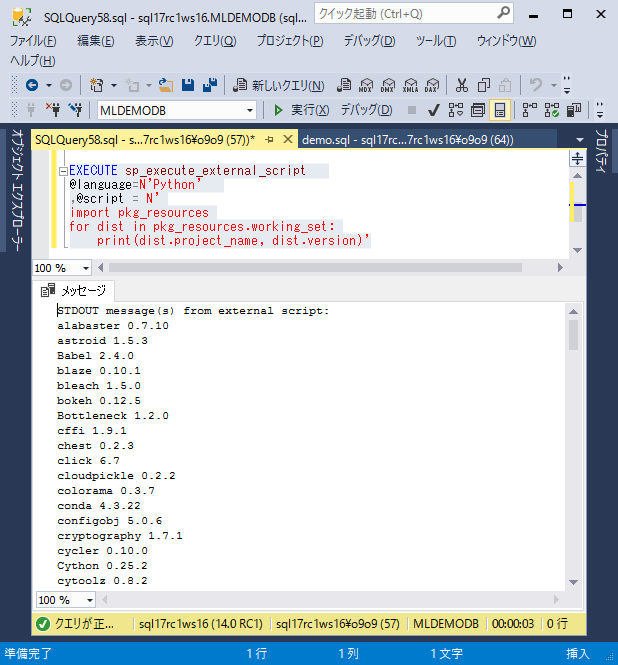 SQLQuery58.sql - sql17rc1ws16.MLDEMODB (sql...
クイック起動 (Ctrl+Q)
ファイル(F) 編集(E) 表示(V) クエリ(Q) プロジェクト(P) デバッグ(D) ツール(T) ウィンドウ(W)
ヘルプ(H)
新しいクエリ(N) MDX DMX XMLA DAX
MLDEMODB 実行(X) デバッグ(D)
オブジェクト エクスプローラー
プロパティ
SQLQuery58.sql - s...7rc1ws16¥o9o9 (57))* demo.sql - sql17rc...7rc1ws16¥o9o9 (64))
EXECUTE sp_execute_external_script
@language=N'Python'
,@script = N'
import pkg_resources
for dist in pkg_resources.working_set:
print(dist.project_name, dist.version)'
100 %
メッセージ
STDOUT message(s) from external script:
alabaster 0.7.10
astroid 1.5.3
Babel 2.4.0
blaze 0.10.1
bleach 1.5.0
bokeh 0.12.5
Bottleneck 1.2.0
cffi 1.9.1
chest 0.2.3
click 6.7
cloudpickle 0.2.2
colorama 0.3.7
conda 4.3.22
configobj 5.0.6
cryptography 1.7.1
cycler 0.10.0
Cython 0.25.2
cytoolz 0.8.2
100 %
クエリが正... sql17rc1ws16 (14.0 RC1) sql17rc1ws16¥o9o9 (57) MLDEMODB 00:00:03 0 行
準備完了 1 行 1 列 1 文字 挿入